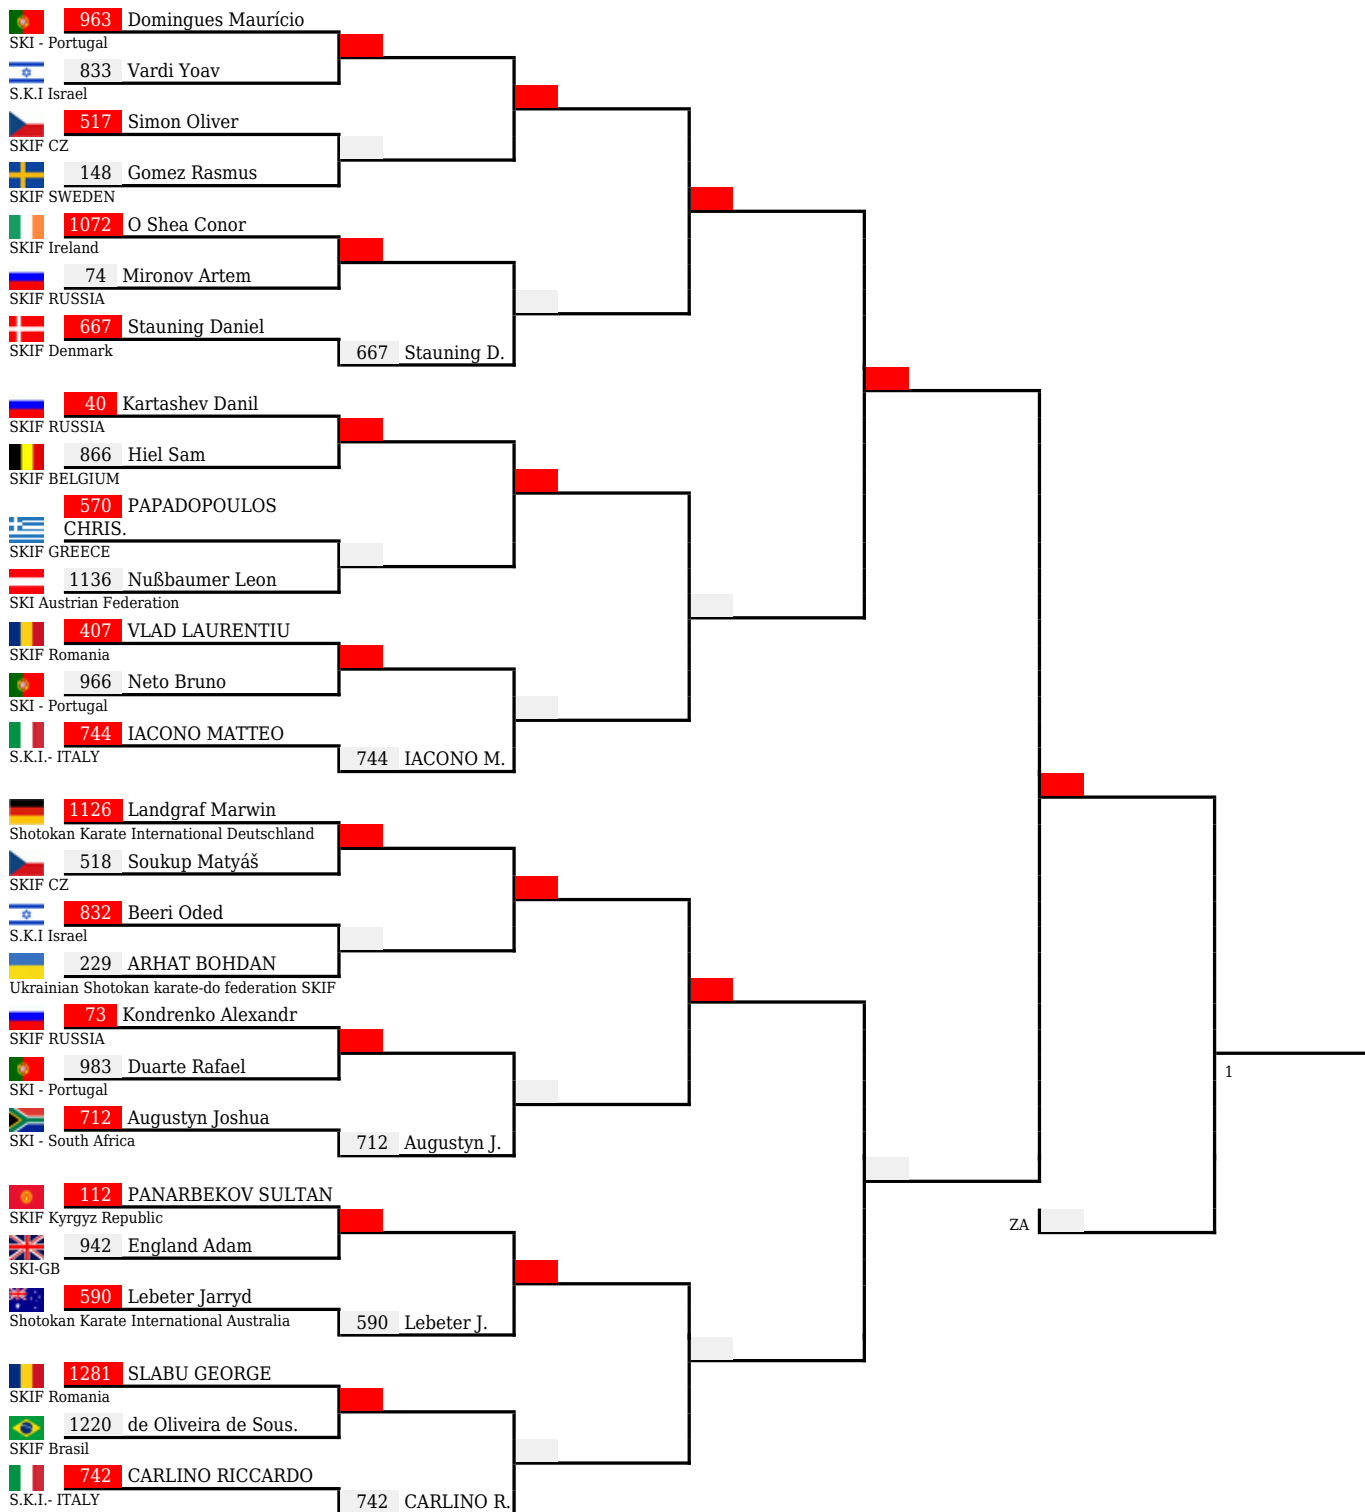 963 Domingues Maurício
SKI - Portugal
833 Vardi Yoav
S.K.I Israel
517 Simon Oliver
SKIF CZ
148 Gomez Rasmus
SKIF SWEDEN
1072 O Shea Conor
SKIF Ireland
74 Mironov Artem
SKIF RUSSIA
667 Stauning Daniel
SKIF Denmark
667 Stauning D.
40 Kartashev Danil
SKIF RUSSIA
866 Hiel Sam
SKIF BELGIUM
570 PAPADOPOULOS
CHRIS.
SKIF GREECE
1136 Nußbaumer Leon
SKI Austrian Federation
407 VLAD LAURENTIU
SKIF Romania
966 Neto Bruno
SKI - Portugal
744 IACONO MATTEO
S.K.I.- ITALY
744 IACONO M.
1126 Landgraf Marwin
Shotokan Karate International Deutschland
518 Soukup Matyáš
SKIF CZ
832 Beeri Oded
S.K.I Israel
229 ARHAT BOHDAN
Ukrainian Shotokan karate-do federation SKIF
73 Kondrenko Alexandr
SKIF RUSSIA
983 Duarte Rafael
SKI - Portugal
1
712 Augustyn Joshua
SKI - South Africa
712 Augustyn J.
112 PANARBEKOV SULTAN
SKIF Kyrgyz Republic
ZA
942 England Adam
SKI-GB
590 Lebeter Jarryd
Shotokan Karate International Australia
590 Lebeter J.
1281 SLABU GEORGE
SKIF Romania
1220 de Oliveira de Sous.
SKIF Brasil
742 CARLINO RICCARDO
S.K.I.- ITALY
742 CARLINO R.